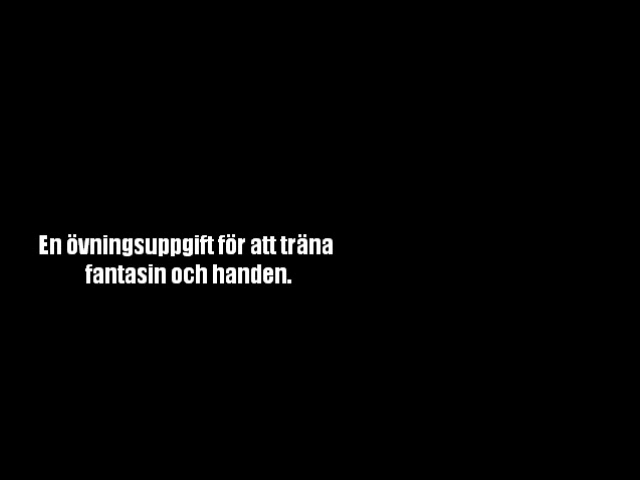 En övningsuppgift för att träna
fantasin och handen.